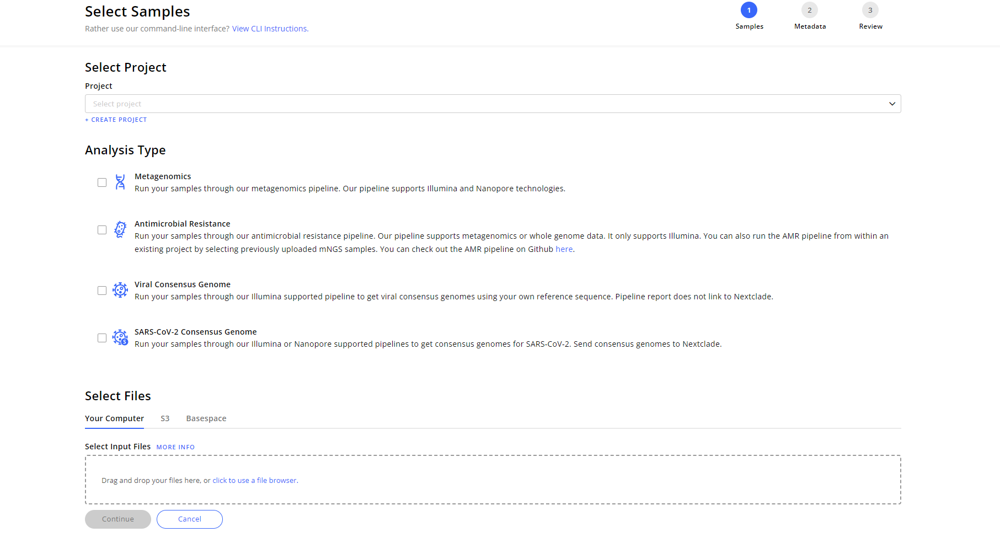 Select Samples
Rather use our command-line interface? View CLI Instructions.
1
Samples
2
Metadata
3
Review
Select Project
Project
Select project
+ CREATE PROJECT
Analysis Type
Metagenomics
Run your samples through our metagenomics pipeline. Our pipeline supports Illumina and Nanopore technologies.
Antimicrobial Resistance
Run your samples through our antimicrobial resistance pipeline. Our pipeline supports metagenomics or whole genome data. It only supports Illumina. You can also run the AMR pipeline from within an
existing project by selecting previously uploaded mNGS samples. You can check out the AMR pipeline on Github here.
Viral Consensus Genome
Run your samples through our Illumina supported pipeline to get viral consensus genomes using your own reference sequence. Pipeline report does not link to Nextclade.
S
SARS-CoV-2 Consensus Genome
Run your samples through our Illumina or Nanopore supported pipelines to get consensus genomes for SARS-CoV-2. Send consensus genomes to Nextclade.
Select Files
Your Computer S3 Basespace
Select Input Files MORE INFO
Drag and drop your files here, or click to use a file browser.
Continue Cancel